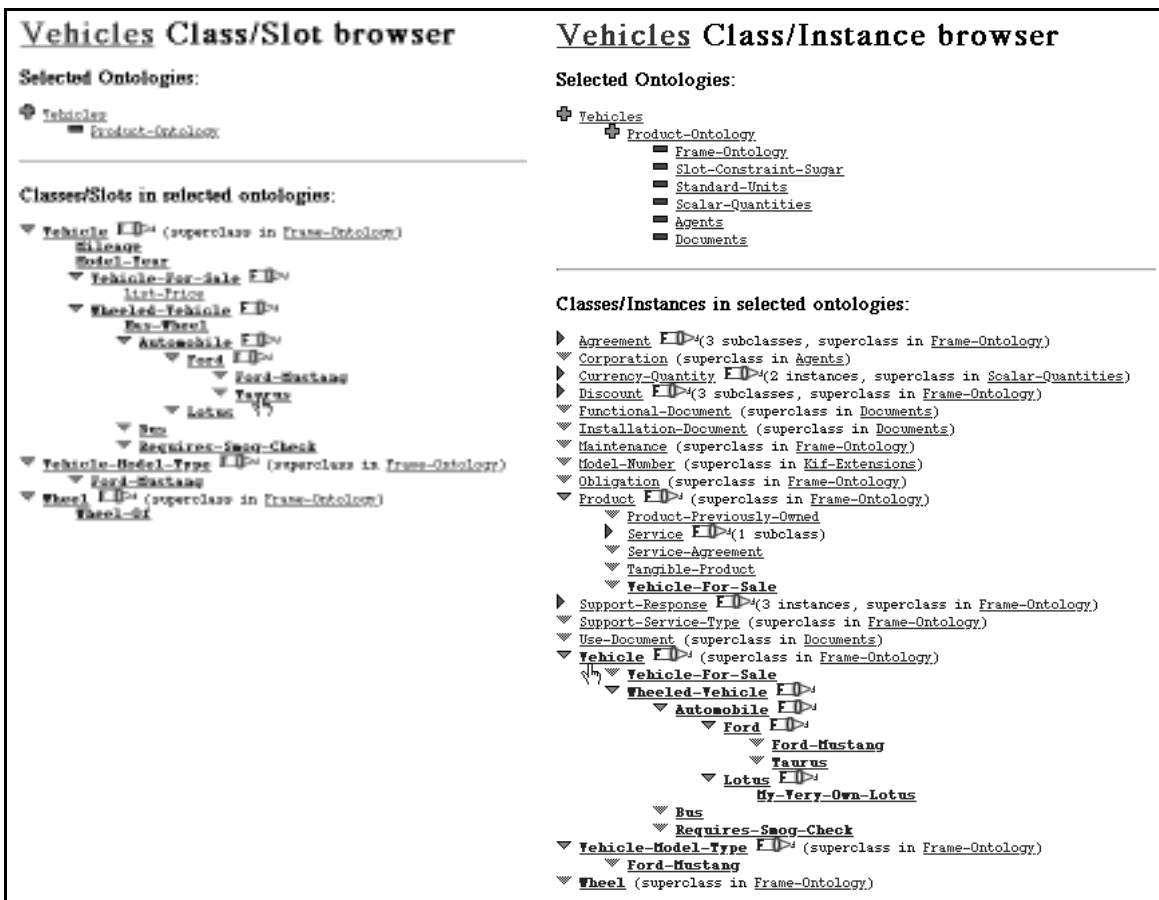 Vehicles Class/Slot browser
Selected Ontologies:
Vehicles
Product-Ontology
Classes/Slots in selected ontologies:
Vehicle (superclass in Frame-Ontology)
Mileage
Model-Year
Vehicle-For-Sale
List-Price
Wheeled-Vehicle
Has-Wheel
Automobile
Ford
Ford-Mustang
Taurus
Lotus
Bus
Requires-Smog-Check
Vehicle-Model-Type (superclass in Frame-Ontology)
Ford-Mustang
Wheel (superclass in Frame-Ontology)
Wheel-Of
Vehicles Class/Instance browser
Selected Ontologies:
Vehicles
Product-Ontology
Frame-Ontology
Slot-Constraint-Sugar
Standard-Units
Scalar-Quantities
Agents
Documents
Classes/Instances in selected ontologies:
Agreement (3 subclasses, superclass in Frame-Ontology)
Corporation (superclass in Agents)
Currency-Quantity (2 instances, superclass in Scalar-Quantities)
Discount (3 subclasses, superclass in Frame-Ontology)
Functional-Document (superclass in Documents)
Installation-Document (superclass in Documents)
Maintenance (superclass in Frame-Ontology)
Model-Number (superclass in Kif-Extensions)
Obligation (superclass in Frame-Ontology)
Product (superclass in Frame-Ontology)
Product-Previously-Owned
Service (1 subclass)
Service-Agreement
Tangible-Product
Vehicle-For-Sale
Support-Response (3 instances, superclass in Frame-Ontology)
Support-Service-Type (superclass in Frame-Ontology)
Use-Document (superclass in Documents)
Vehicle (superclass in Frame-Ontology)
Vehicle-For-Sale
Wheeled-Vehicle
Automobile
Ford
Ford-Mustang
Taurus
Lotus
My-Very-Own-Lotus
Bus
Requires-Smog-Check
Vehicle-Model-Type (superclass in Frame-Ontology)
Ford-Mustang
Wheel (superclass in Frame-Ontology)